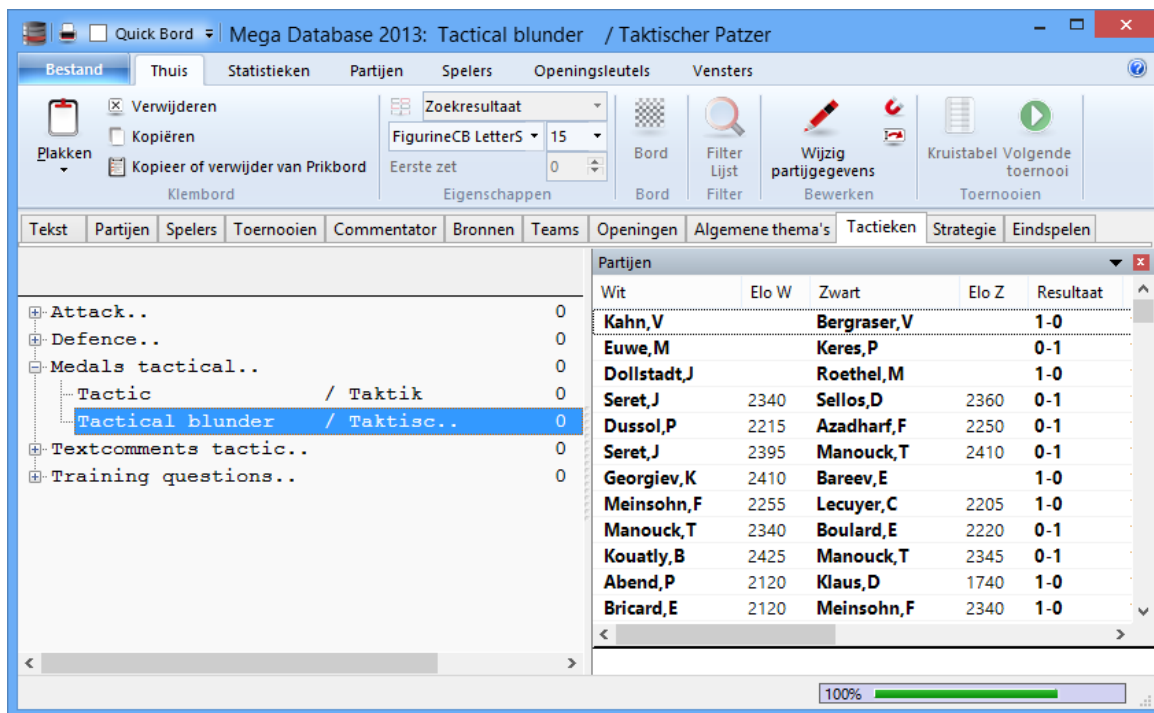 Quick Bord Mega Database 2013: Tactical blunder / Taktischer Patzer
Bestand Thuis Statistieken Partijen Spelers Openingsleutels Vensters
Plakken
Verwijderen
Kopiëren
Kopieer of verwijder van Prikbord
Klembord
Zoekresultaat
FigurineCB LetterS 15
Eerste zet 0
Eigenschappen
Bord
Bord
Filter
Lijst
Filter
Wijzig
partijgegevens
Bewerken
Kruistabel Volgende
toernooi
Toernooien
Tekst Partijen Spelers Toernooien Commentator Bronnen Teams Openingen Algemene thema's Tactieken Strategie Eindspelen
Attack.. 0
Defence.. 0
Medals tactical.. 0
Tactic / Taktik 0
Tactical blunder / Taktisc.. 0
Textcomments tactic.. 0
Training questions.. 0
Partijen
Wit Elo W Zwart Elo Z Resultaat
Kahn,V Bergraser,V 1-0
Euwe,M Keres,P 0-1
Dollstadt,J Roethel,M 1-0
Seret,J 2340 Sellos,D 2360 0-1
Dussol,P 2215 Azadharf,F 2250 0-1
Seret,J 2395 Manouck,T 2410 0-1
Georgiev,K 2410 Bareev,E 1-0
Meinsohn,F 2255 Lecuyer,C 2205 1-0
Manouck,T 2340 Boulard,E 2220 0-1
Kouatly,B 2425 Manouck,T 2345 0-1
Abend,P 2120 Klaus,D 1740 1-0
Bricard,E 2120 Meinsohn,F 2340 1-0
100%